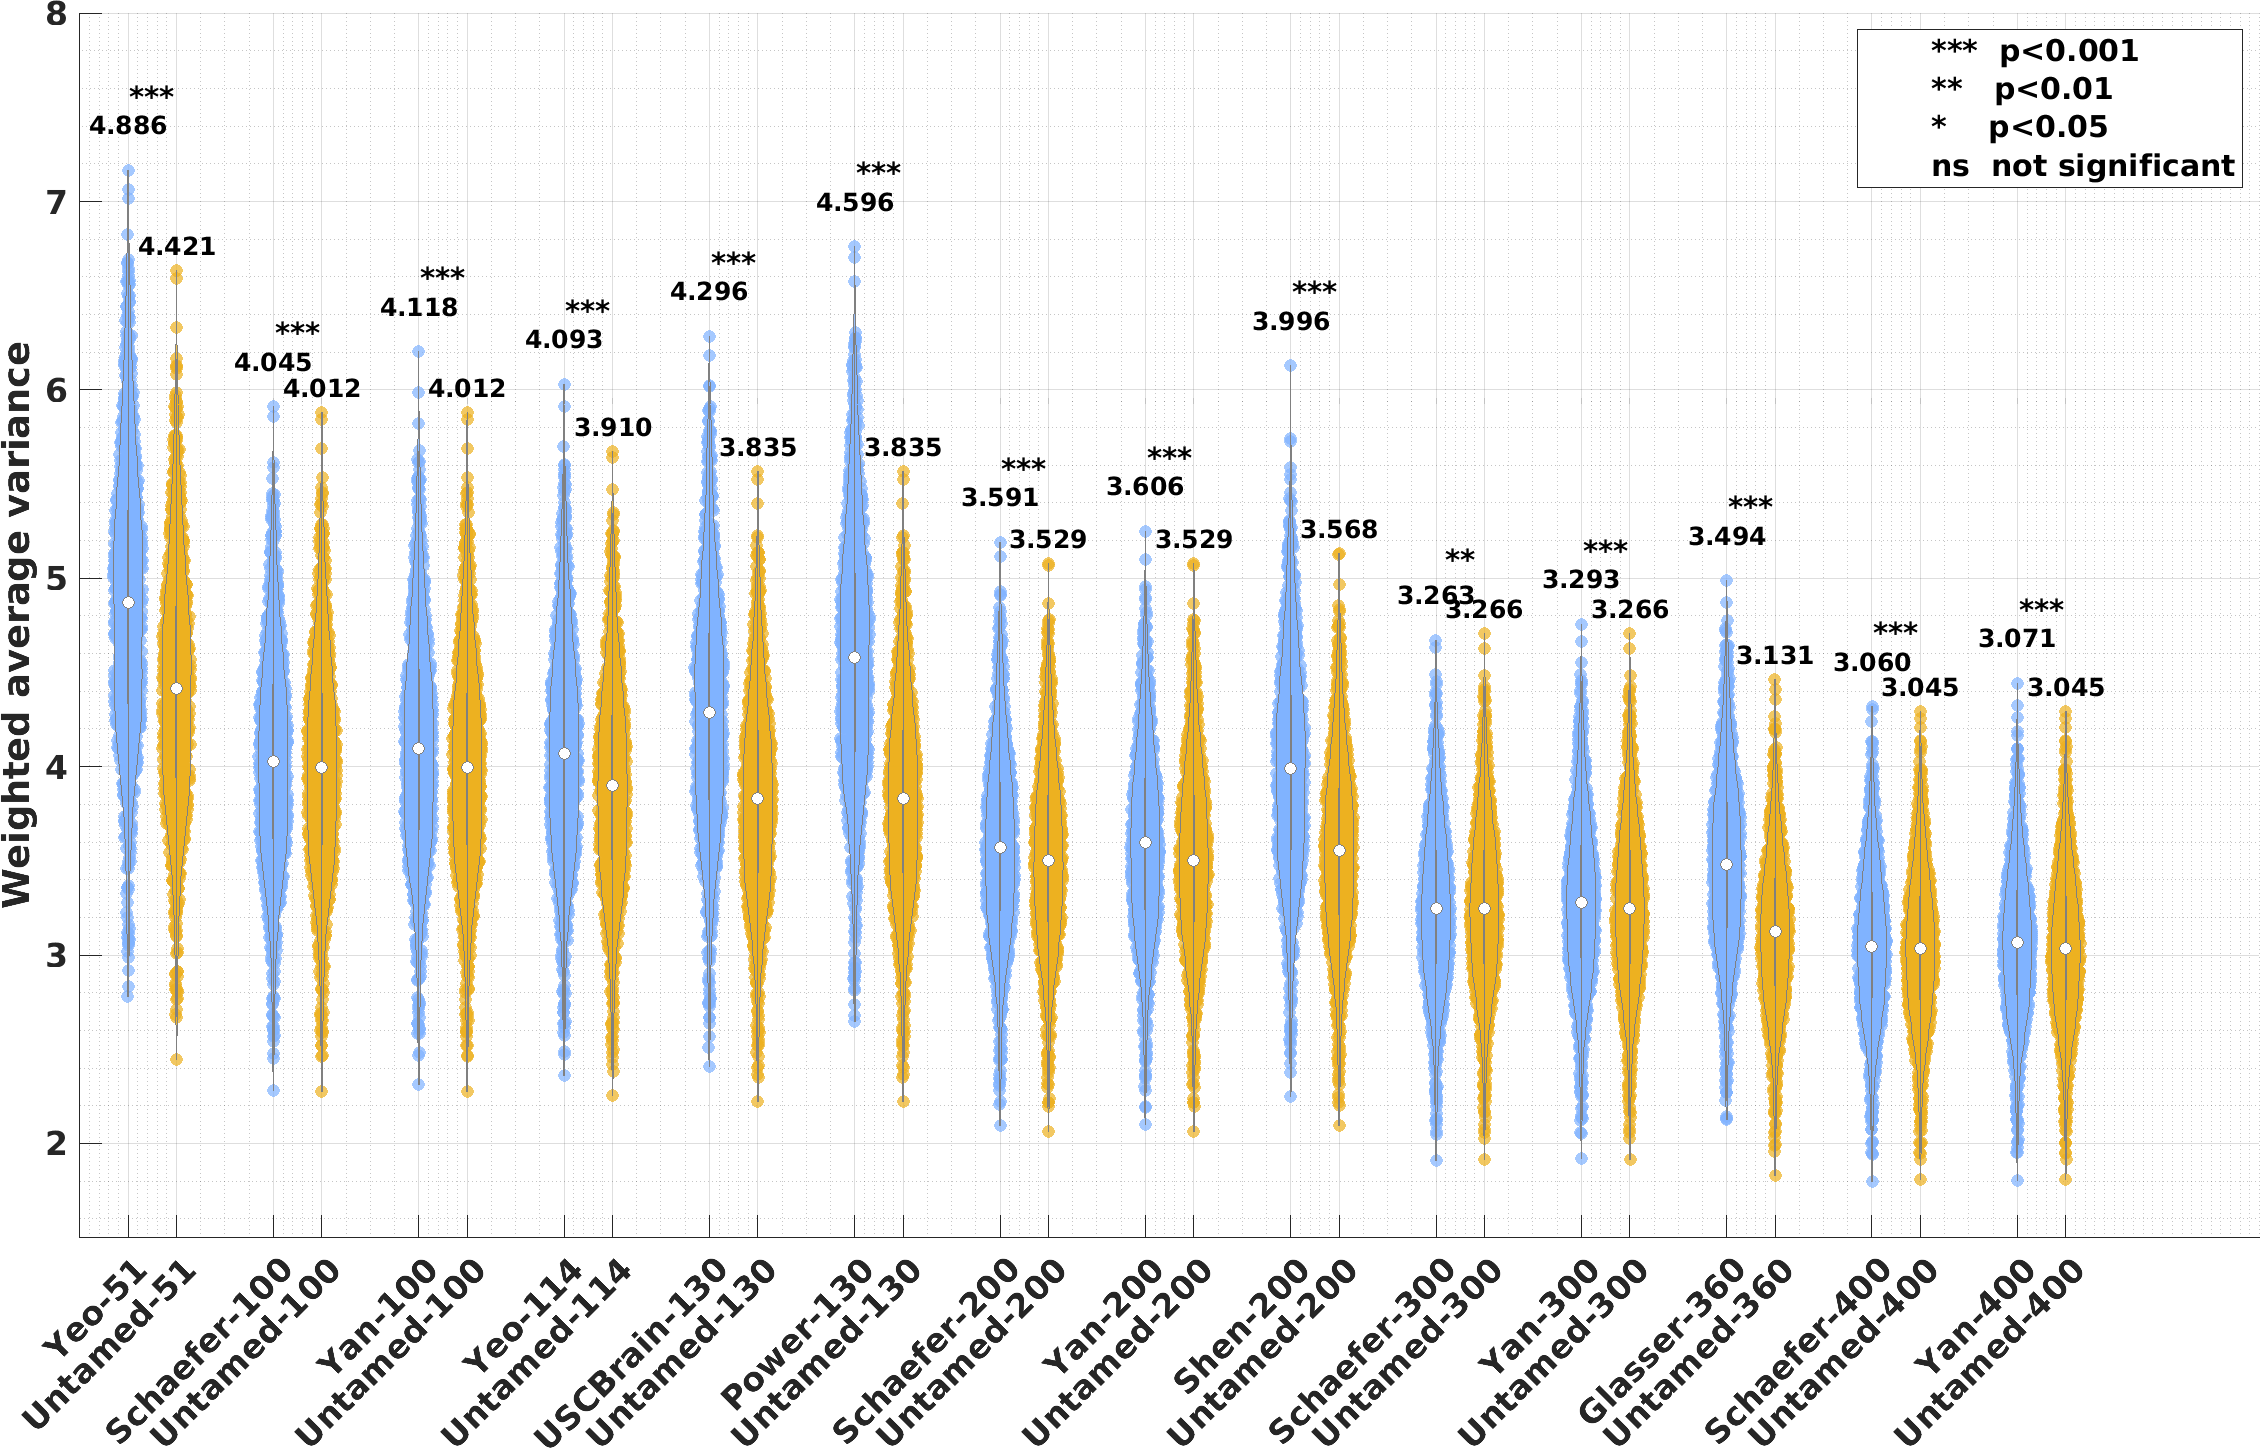 Weighted average variance
8
7
6
5
4
3
2
*** p<0.001
** p<0.01
* p<0.05
ns not significant
***
4.886
4.421
***
4.045
4.012
***
4.118
4.012
***
4.093
3.910
***
4.296
3.835
***
4.596
3.835
***
3.591
3.529
***
3.606
3.529
***
3.996
3.568
**
3.263
3.266
***
3.293
3.266
***
3.494
3.131
***
3.060
3.045
***
3.071
3.045
Yeo-51
Untamed-51
Schaefer-100
Untamed-100
Yan-100
Untamed-100
Yeo-114
Untamed-114
USCBrain-130
Untamed-130
Power-130
Untamed-130
Schaefer-200
Untamed-200
Yan-200
Untamed-200
Shen-200
Untamed-200
Schaefer-300
Untamed-300
Yan-300
Untamed-300
Glasser-360
Untamed-360
Schaefer-400
Untamed-400
Yan-400
Untamed-400